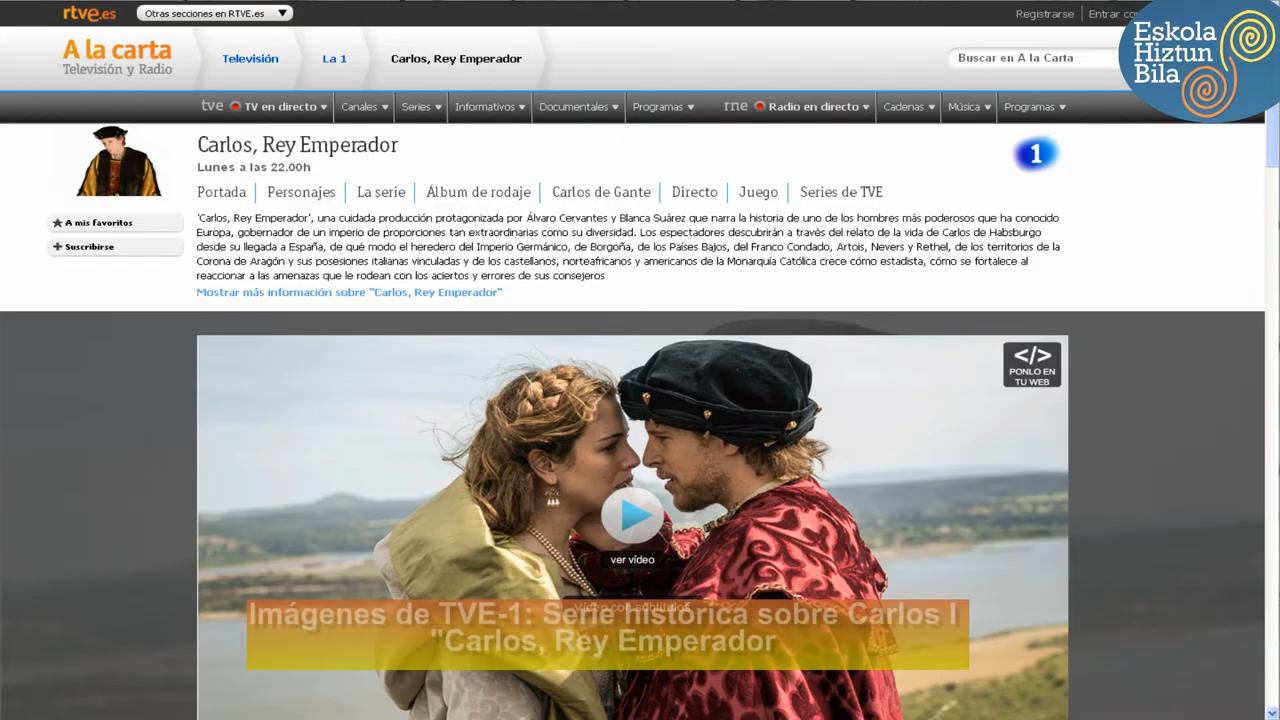 rtve.es
Otras secciones en RTVE.es
Registrarse
Entrar co
Eskola
Hiztun
Bila
A la carta
Televisión y Radio
Televisión
La 1
Carlos, Rey Emperador
Buscar en A la Carta
tve TV en directo
Canales
Series
Informativos
Documentales
Programas
rne Radio en directo
Cadenas
Música
Programas
Carlos, Rey Emperador
Lunes a las 22.00h
1
Portada
Personajes
La serie
Álbum de rodaje
Carlos de Gante
Directo
Juego
Series de TVE
A mis favoritos
Suscribirse
'Carlos, Rey Emperador', una cuidada producción protagonizada por Álvaro Cervantes y Blanca Suárez que narra la historia de uno de los hombres más poderosos que ha conocido
Europa, gobernador de un imperio de proporciones tan extraordinarias como su diversidad. Los espectadores descubrirán a través del relato de la vida de Carlos de Habsburgo
desde su llegada a España, de qué modo el heredero del Imperio Germánico, de Borgoña, de los Países Bajos, del Franco Condado, Artois, Nevers y Rethel, de los territorios de la
Corona de Aragón y sus posesiones italianas vinculadas y de los castellanos, norteafricanos y americanos de la Monarquía Católica crece cómo estadista, cómo se fortalece al
reaccionar a las amenazas que le rodean con los aciertos y errores de sus consejeros
Mostrar más información sobre "Carlos, Rey Emperador"
</>
PONLO EN
TU WEB
ver vídeo
Vídeo con subtítulos
Imágenes de TVE-1: Serie histórica sobre Carlos I
"Carlos, Rey Emperador